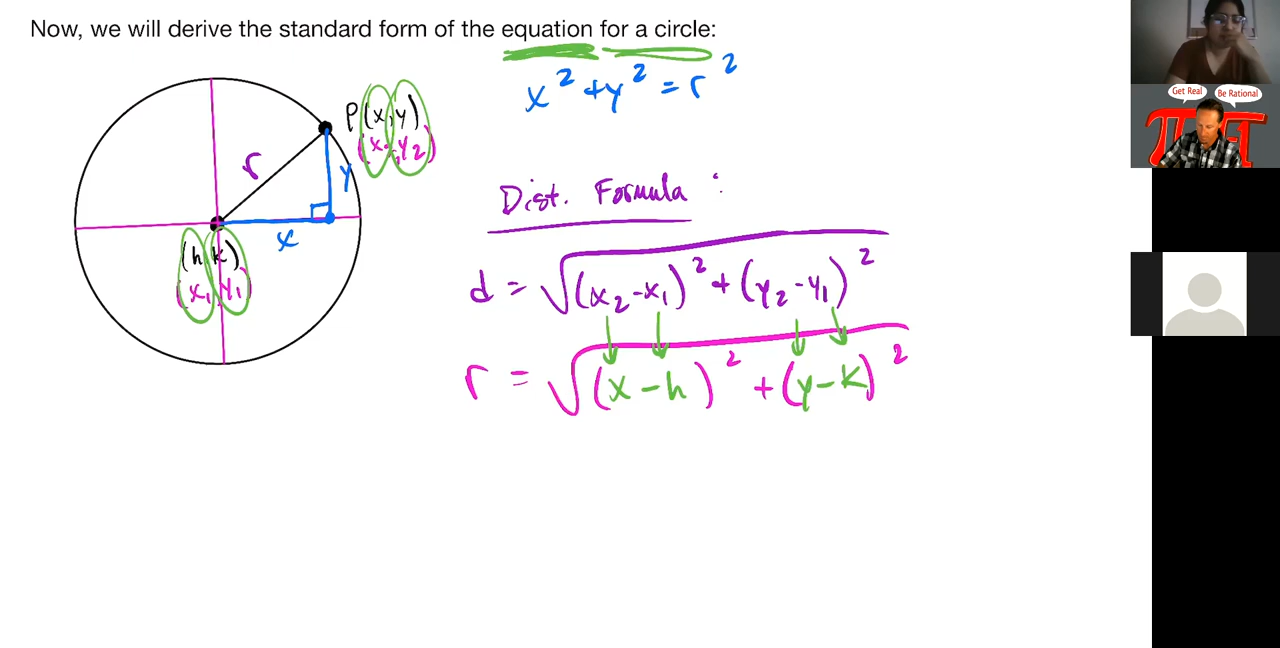 Now, we will derive the standard form of the equation for a circle:
x² + y² = r²
P(x, y)
(x₂, y₂)
r
y
x
(h, k)
(x₁, y₁)
Dist. Formula :
d = √((x₂-x₁)² + (y₂-y₁)²)
r = √((x-h)² + (y-k)²)
Get Real
Be Rational